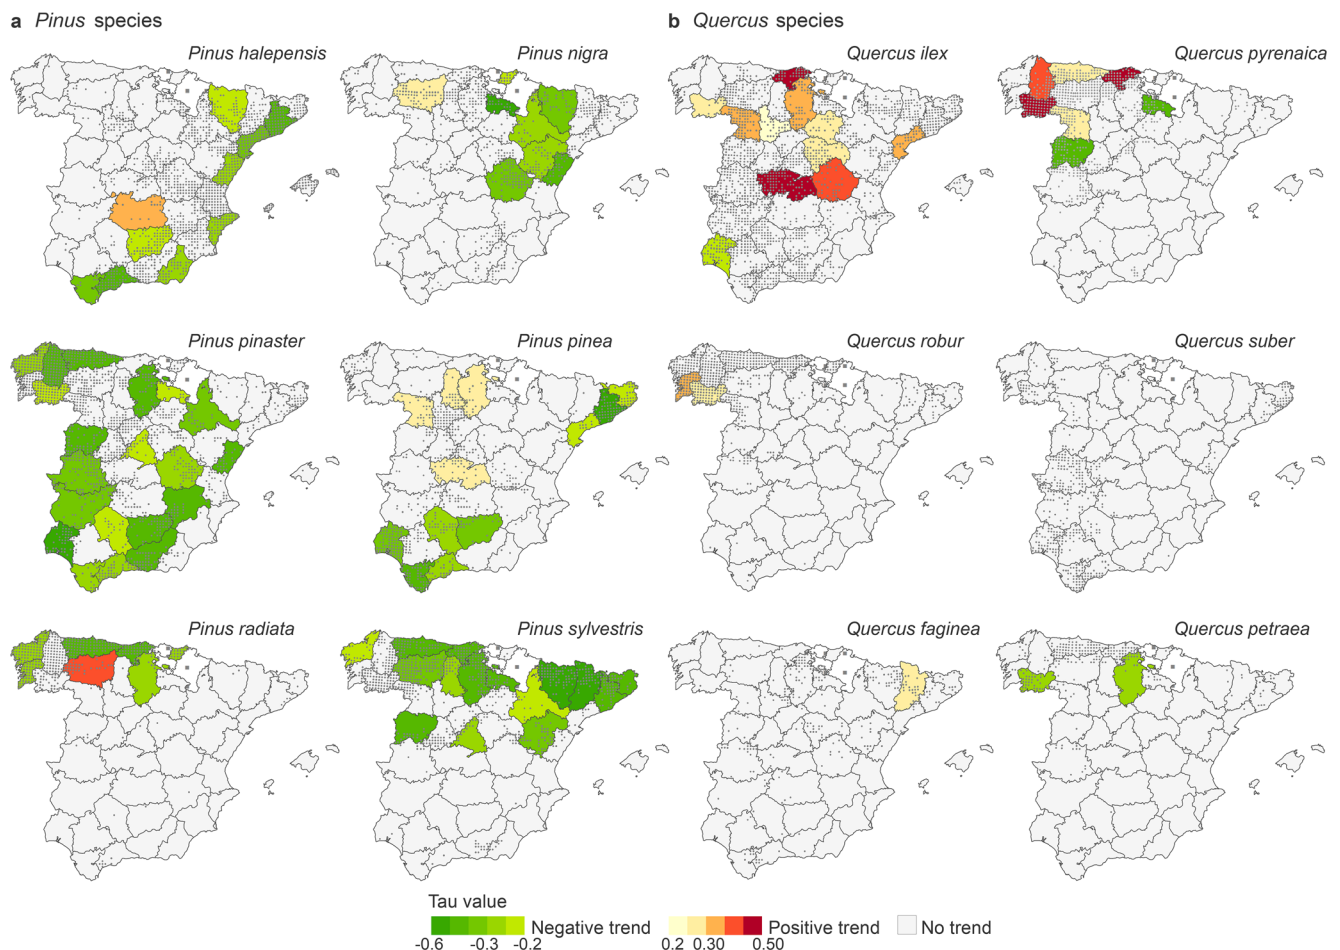 a Pinus species
b Quercus species
Pinus halepensis
Pinus nigra
Quercus ilex
Quercus pyrenaica
Pinus pinaster
Pinus pinea
Quercus robur
Quercus suber
Pinus radiata
Pinus sylvestris
Quercus faginea
Quercus petraea
Tau value
Negative trend
Positive trend
No trend
-0.6 -0.3 -0.2
0.2 0.30 0.50